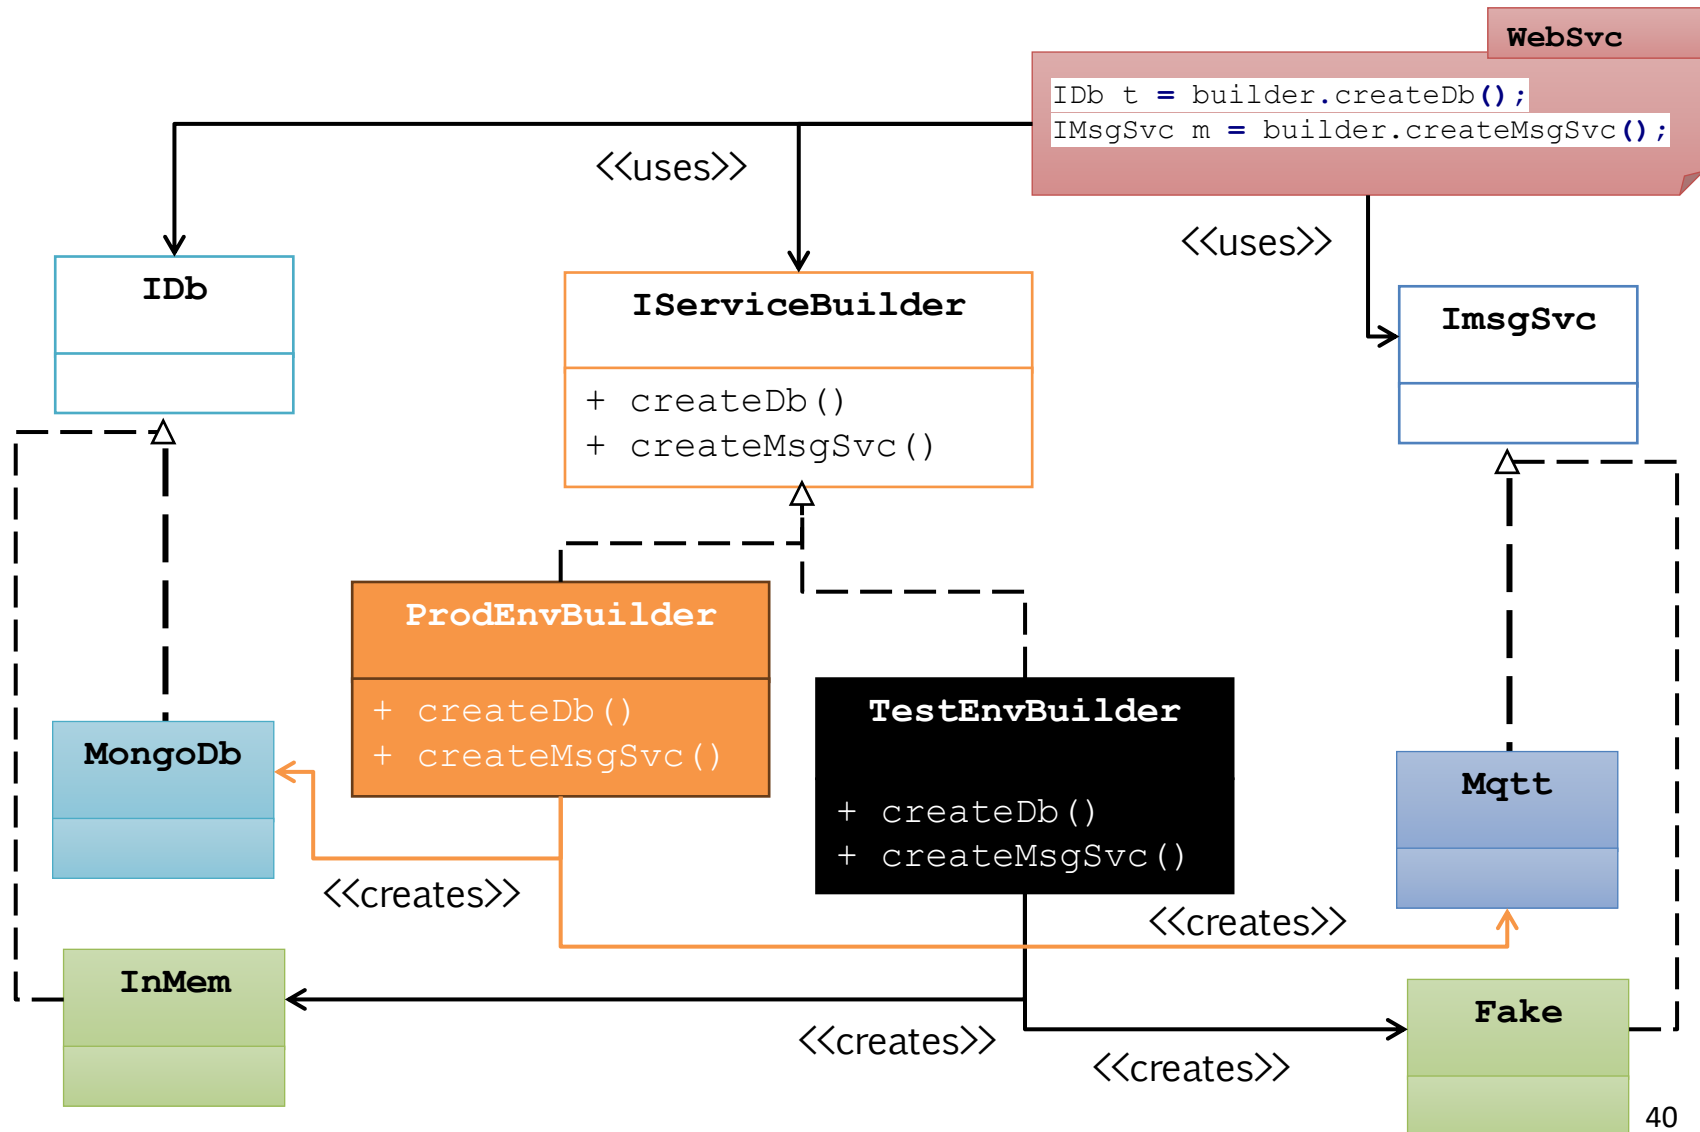 WebSvc
IDb t = builder.createDb();
IMsgSvc m = builder.createMsgSvc();
<<uses>>
<<uses>>
IDb
IServiceBuilder
+ createDb()
+ createMsgSvc()
ImsgSvc
ProdEnvBuilder
+ createDb()
+ createMsgSvc()
TestEnvBuilder
+ createDb()
+ createMsgSvc()
MongoDb
Mqtt
<<creates>>
<<creates>>
InMem
<<creates>>
<<creates>>
Fake
40